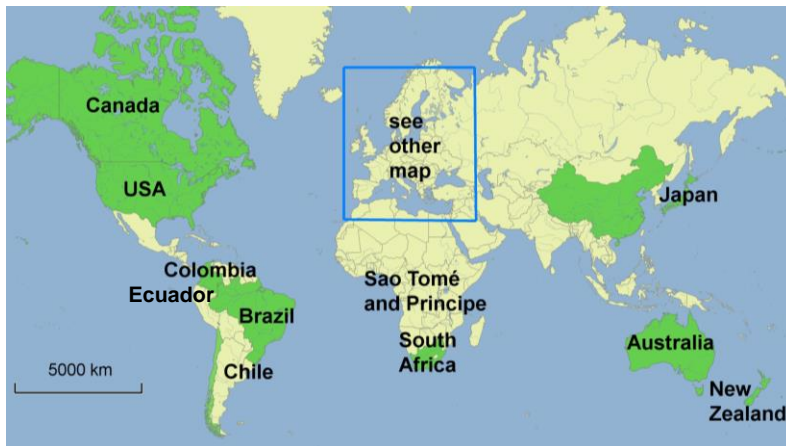 Canada
see
other
map
USA
Japan
Colombia
Ecuador
Sao Tomé
and Principe
Brazil
South
Africa
Australia
Chile
5000 km
New
Zealand